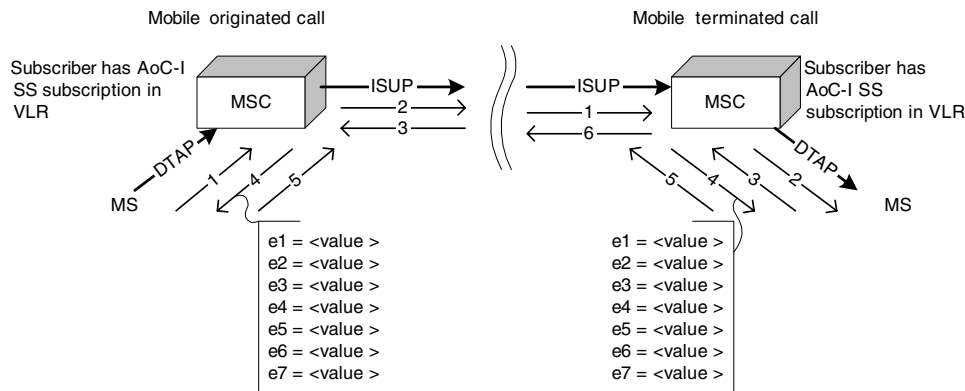 Mobile originated call
Mobile terminated call
Subscriber has AoC-I
SS subscription in
VLR
MSC
ISUP
2
3
DTAP
1
4
5
MS
e1 = <value >
e2 = <value >
e3 = <value >
e4 = <value >
e5 = <value >
e6 = <value >
e7 = <value >
ISUP
1
6
MSC
Subscriber has
AoC-I SS
subscription in VLR
DTAP
5
4
3
2
MS
e1 = <value >
e2 = <value >
e3 = <value >
e4 = <value >
e5 = <value >
e6 = <value >
e7 = <value >